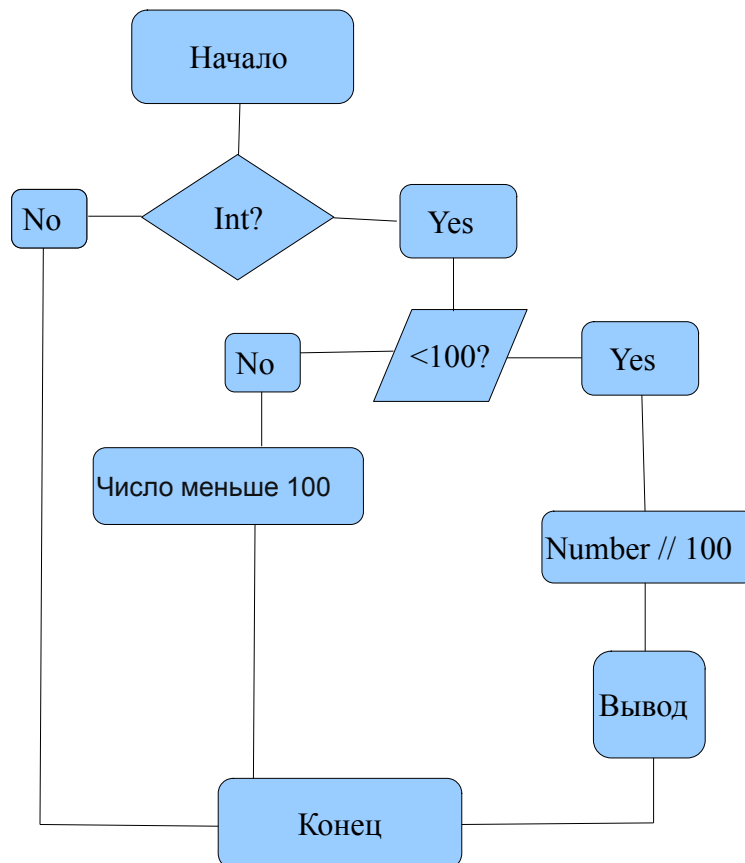 Начало
No
Int?
Yes
No
<100?
Yes
Число меньше 100
Number // 100
Вывод
Конец